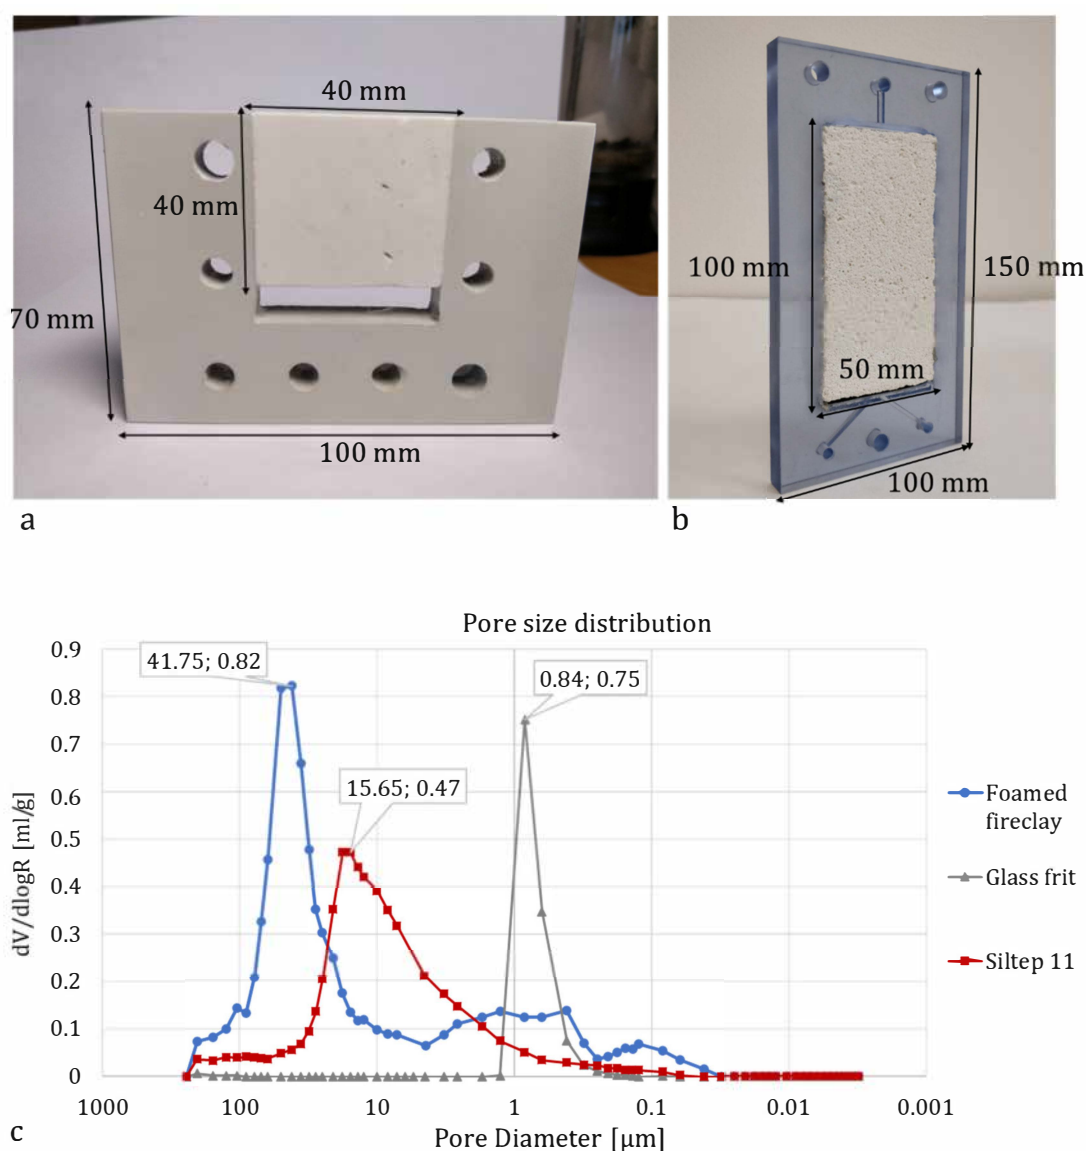 40 mm
40 mm
70 mm
100 mm
a
100 mm
150 mm
50 mm
100 mm
b
Pore size distribution
0.9
0.8
0.7
0.6
0.5
0.4
0.3
0.2
0.1
0
dV/dlogR [ml/g]
41.75; 0.82
15.65; 0.47
0.84; 0.75
Foamed
fireclay
Glass frit
Siltep 11
1000
100
10
1
0.1
0.01
0.001
Pore Diameter [μm]
c